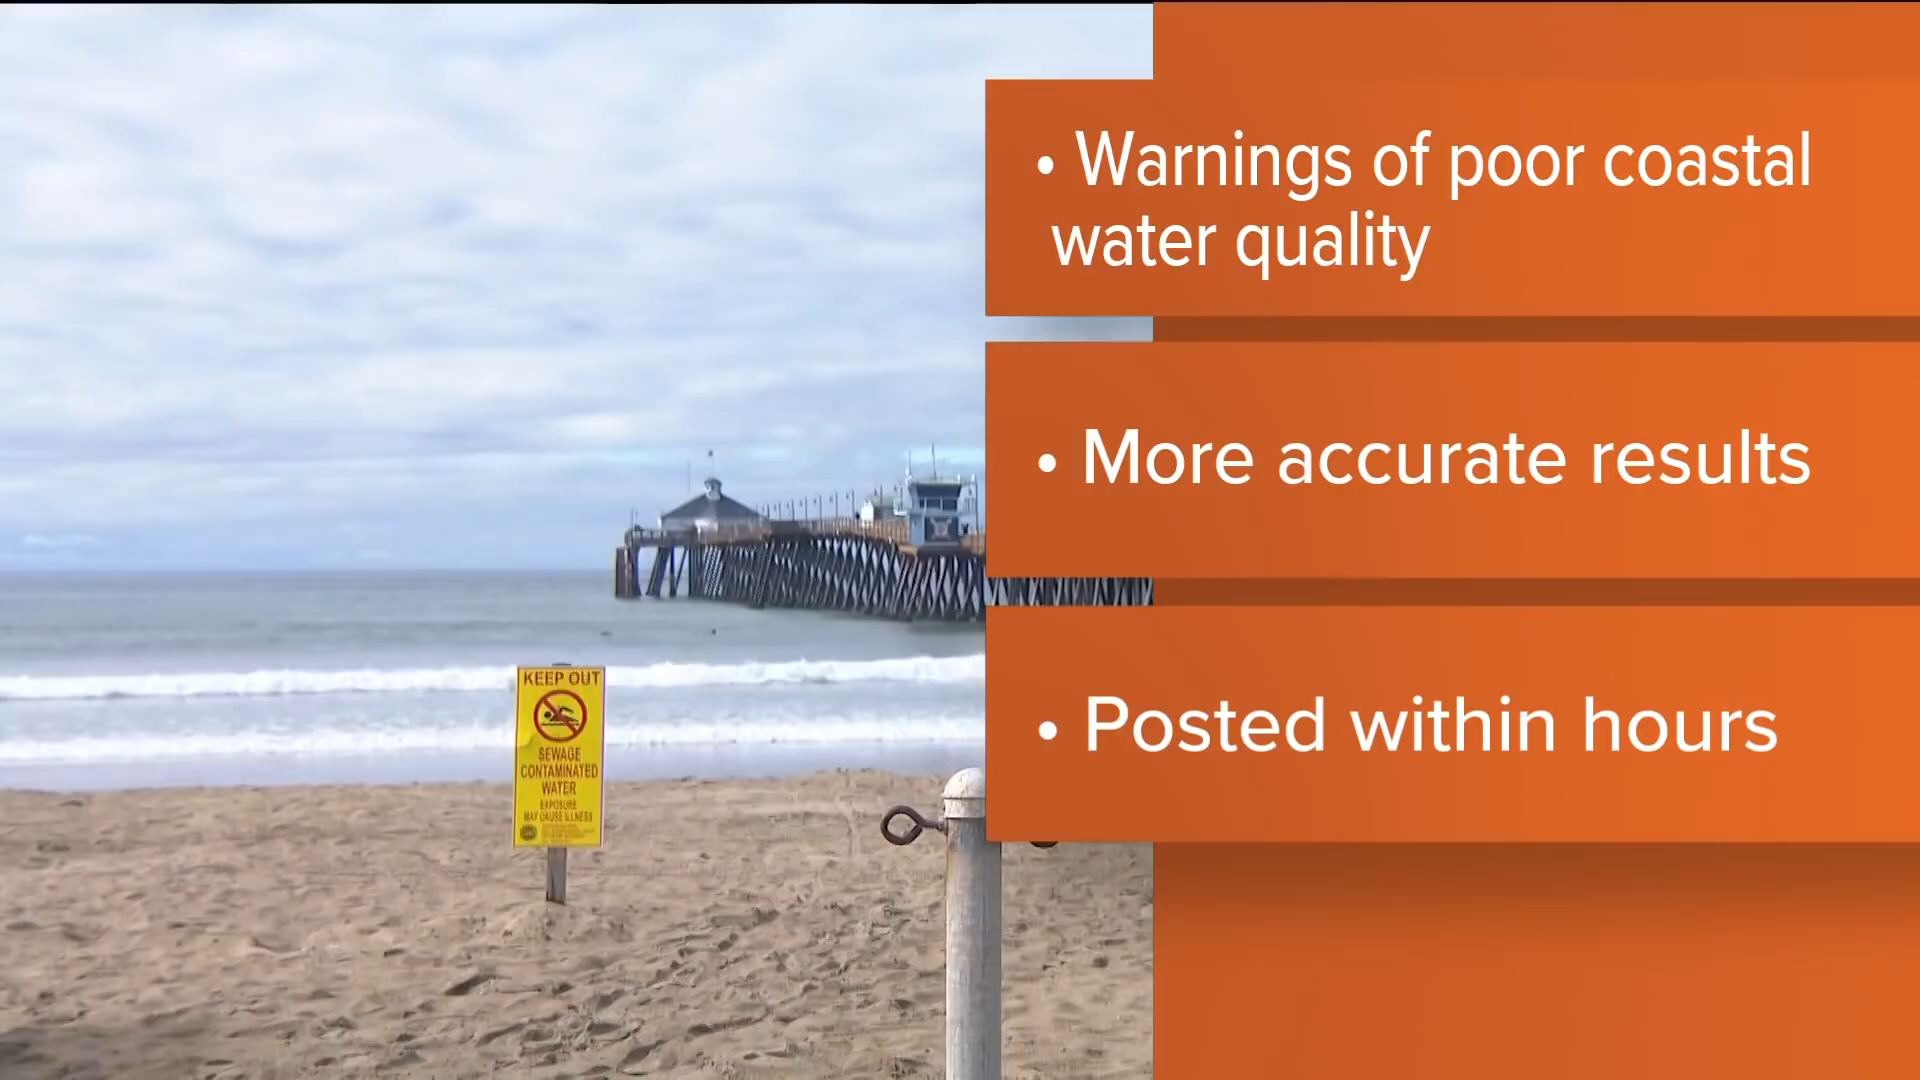 • Warnings of poor coastal
water quality
• More accurate results
• Posted within hours
KEEP OUT
SEWAGE
CONTAMINATED
WATER
EXPOSURE
MAY CAUSE ILLNESS